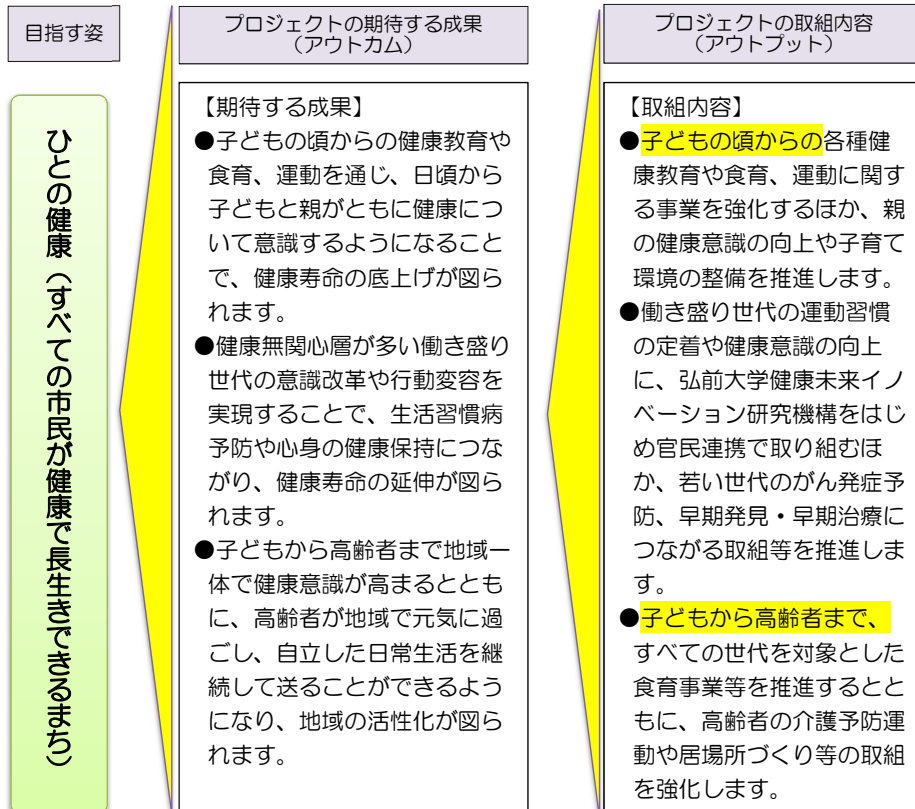 目指す姿
プロジェクトの期待する成果
(アウトカム)
プロジェクトの取組内容
(アウトプット)
ひとの健康(すべての市民が健康で長生きできるまち)
【期待する成果】
●子どもの頃からの健康教育や
食育、運動を通じ、日頃から
子どもと親がともに健康につ
いて意識するようになること
で、健康寿命の底上げが図ら
れます。
●健康無関心層が多い働き盛り
世代の意識改革や行動変容を
実現することで、生活習慣病
予防や心身の健康保持につな
がり、健康寿命の延伸が図ら
れます。
●子どもから高齢者まで地域一
体で健康意識が高まるととも
に、高齢者が地域で元気に過
ごし、自立した日常生活を継
続して送ることができるよう
になり、地域の活性化が図ら
れます。
【取組内容】
●子どもの頃からの各種健
康教育や食育、運動に関す
る事業を強化するほか、親
の健康意識の向上や子育て
環境の整備を推進します。
●働き盛り世代の運動習慣
の定着や健康意識の向上
に、弘前大学健康未来イノ
ベーション研究機構をはじ
め官民連携で取り組むほ
か、若い世代のがん発症予
防、早期発見・早期治療に
つながる取組等を推進しま
す。
●子どもから高齢者まで、
すべての世代を対象とした
食育事業等を推進するとと
もに、高齢者の介護予防運
動や居場所づくり等の取組
を強化します。